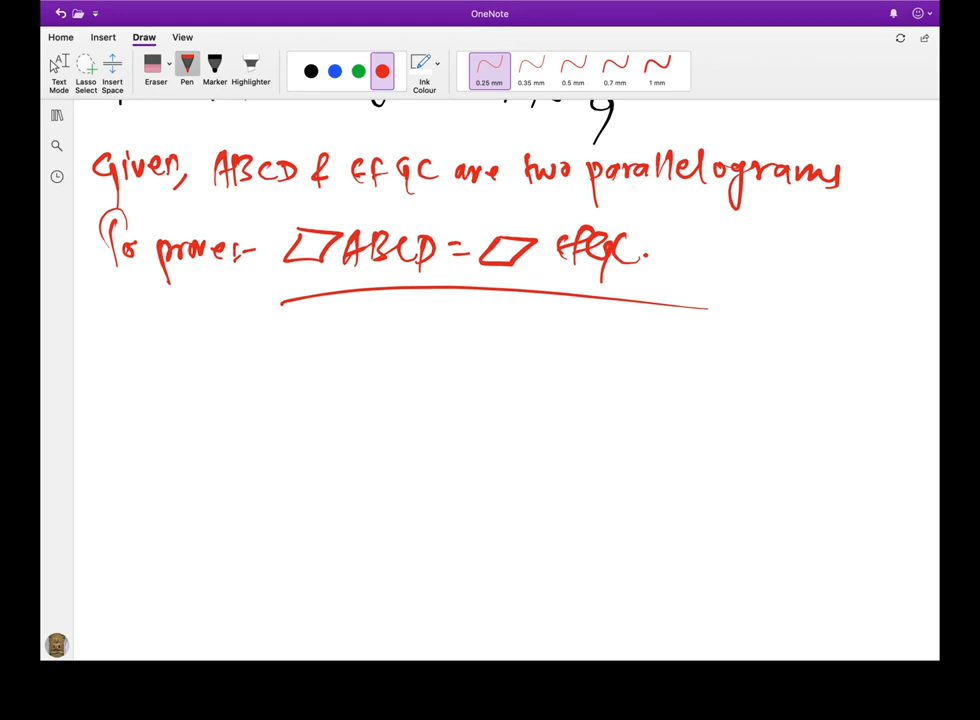 OneNote
Home Insert Draw View
Text Mode Lasso Select Insert Space Eraser Pen Marker Highlighter Ink Colour 0.25 mm 0.35 mm 0.5 mm 0.7 mm 1 mm
Given, ABCD & EFGC are two parallelograms
To prove:- ▱ABCD = ▱ EFGC.